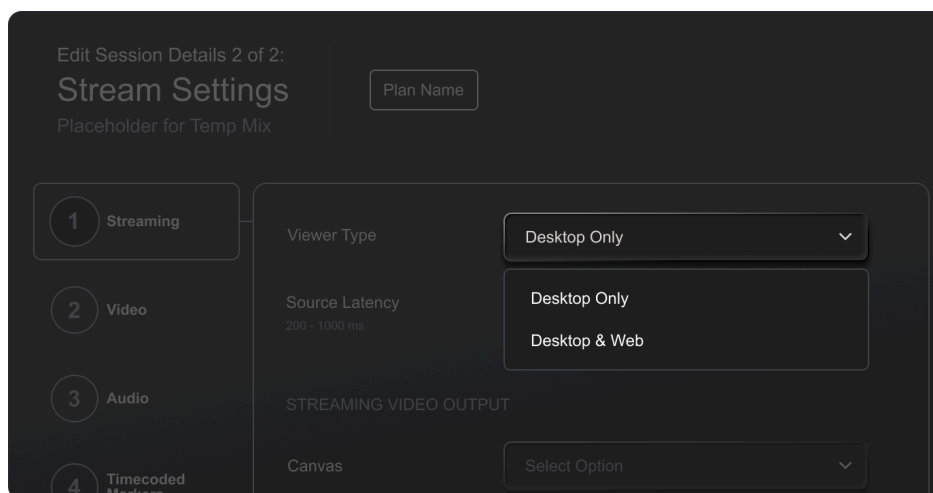 Edit Session Details 2 of 2:
Stream Settings
Placeholder for Temp Mix
Plan Name
1 Streaming
Viewer Type
Desktop Only
Source Latency
200 - 1000 ms
Desktop Only
Desktop & Web
2 Video
3 Audio
STREAMING VIDEO OUTPUT
Canvas
Select Option
4 Timecoded
Markers